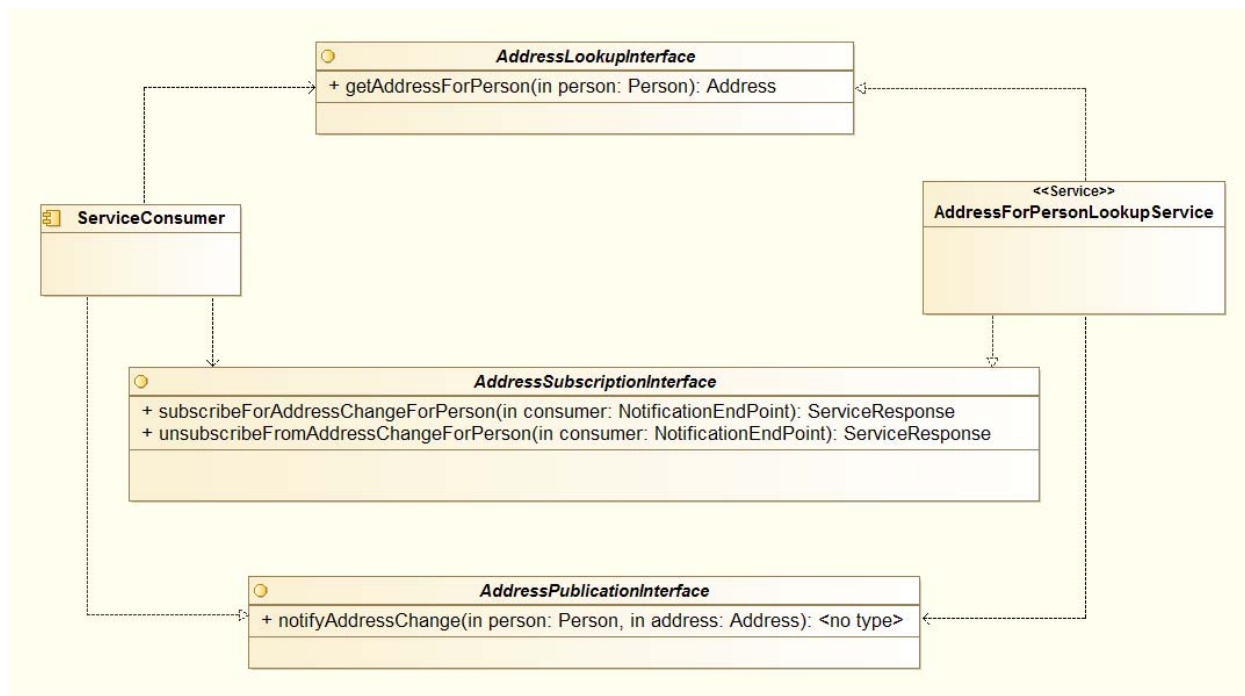 AddressLookupInterface
+ getAddressForPerson(in person: Person): Address
<<Service>>
AddressForPersonLookupService
ServiceConsumer
AddressSubscriptionInterface
+ subscribeForAddressChangeForPerson(in consumer: NotificationEndPoint): ServiceResponse
+ unsubscribeFromAddressChangeForPerson(in consumer: NotificationEndPoint): ServiceResponse
AddressPublicationInterface
+ notifyAddressChange(in person: Person, in address: Address): <no type>